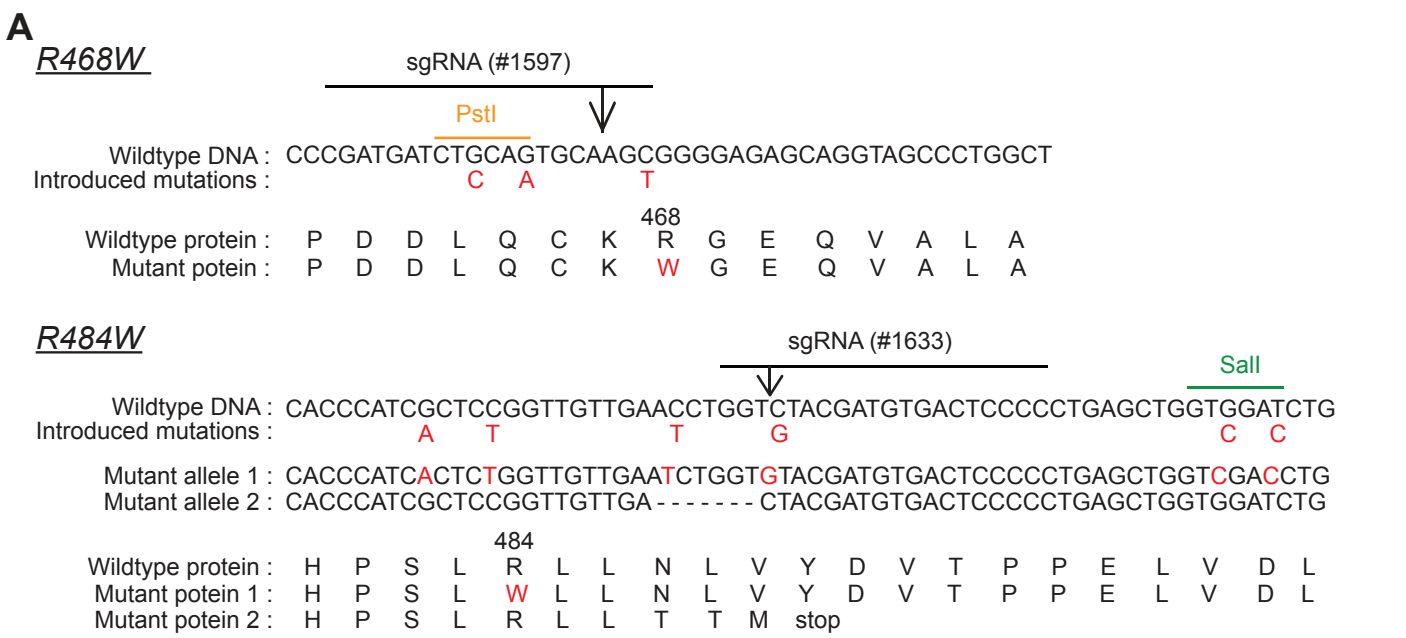 A
R468W
sgRNA (#1597)
PstI
Wildtype DNA : CCCGATGATCTGCAGTGCAAGCGGGGAGAGCAGGTAGCCCTGGCT
Introduced mutations : C A T
468
Wildtype protein : P D D L Q C K R G E Q V A L A
Mutant potein : P D D L Q C K W G E Q V A L A
R484W
sgRNA (#1633)
SalI
Wildtype DNA : CACCCATCGCTCCGGTTGTTGAACCTGGTCTACGATGTGACTCCCCCTGAGCTGGTGGATCTG
Introduced mutations : A T T G C C
Mutant allele 1 : CACCCATCACTCTGGTTGTTGAATCTGGTGTACGATGTGACTCCCCCTGAGCTGGTCGACCTG
Mutant allele 2 : CACCCATCGCTCCGGTTGTTGA-------CTACGATGTGACTCCCCCTGAGCTGGTGGATCTG
484
Wildtype protein : H P S L R L L N L V Y D V T P P E L V D L
Mutant potein 1 : H P S L W L L N L V Y D V T P P E L V D L
Mutant potein 2 : H P S L R L L T T M stop